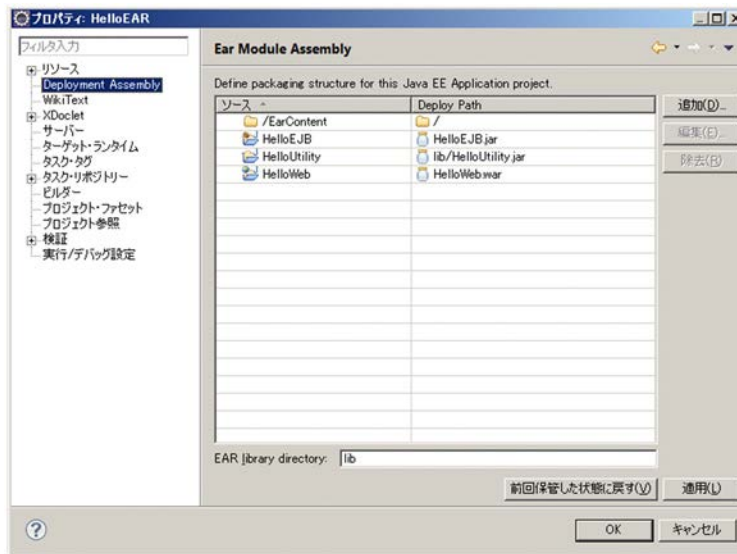 プロパティ: HelloEAR
フィルタ入力
リソース
Deployment Assembly
WikiText
XDoclet
サーバー
ターゲット・ランタイム
タスク・タグ
タスク・リポジトリー
ビルダー
プロジェクト・ファセット
プロジェクト参照
検証
実行/デバッグ設定
Ear Module Assembly
Define packaging structure for this Java EE Application project.
ソース Deploy Path
/EarContent /
HelloEJB HelloEJB.jar
HelloUtility lib/HelloUtility.jar
HelloWeb HelloWeb.war
追加(D)...
編集(E)...
除去(R)
EAR library directory: lib
前回保管した状態に戻す(V) 適用(L)
? OK キャンセル